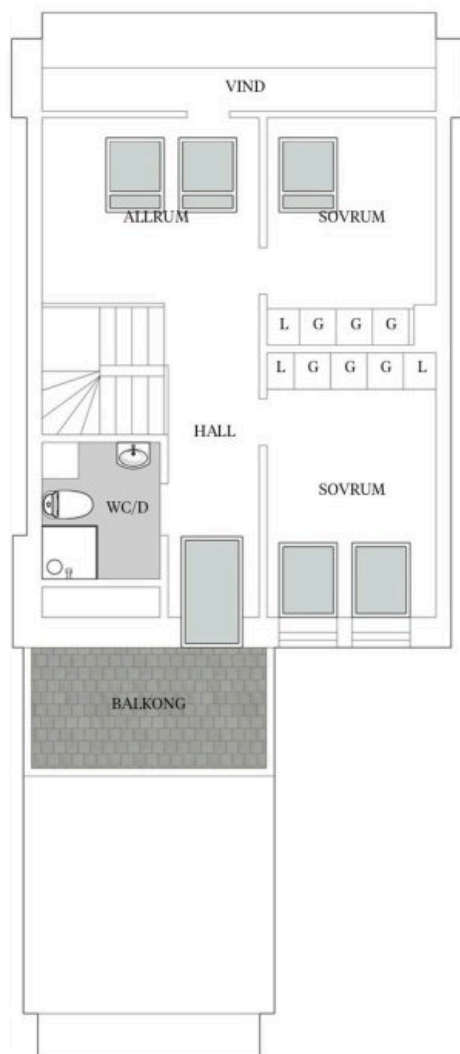 VIND
ALLRUM
SOVRUM
L G G G
L G G G L
HALL
SOVRUM
WC/D
BALKONG